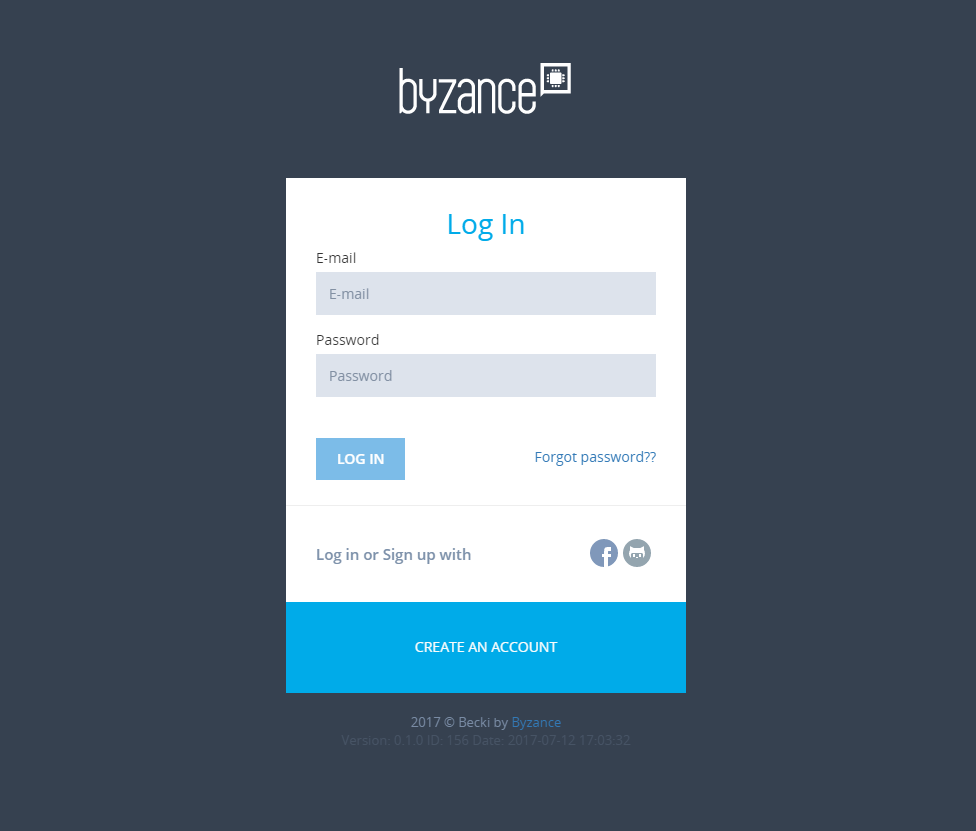 byzance
Log In
E-mail
E-mail
Password
Password
LOG IN
Forgot password??
Log in or Sign up with
CREATE AN ACCOUNT
2017 © Becki by Byzance
Version: 0.1.0 ID: 156 Date: 2017-07-12 17:03:32